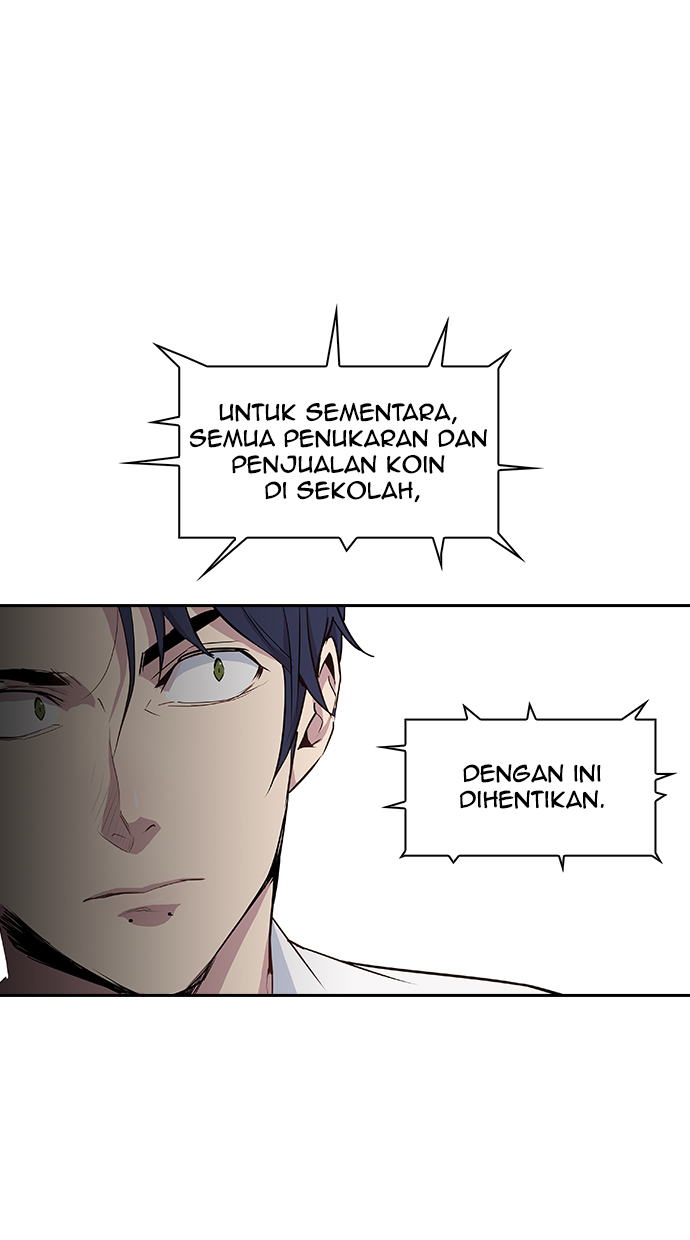 UNTUK SEMENTARA,
SEMUA PENUKARAN DAN
PENJUALAN KOIN
DI SEKOLAH,
DENGAN INI
DIHENTIKAN.